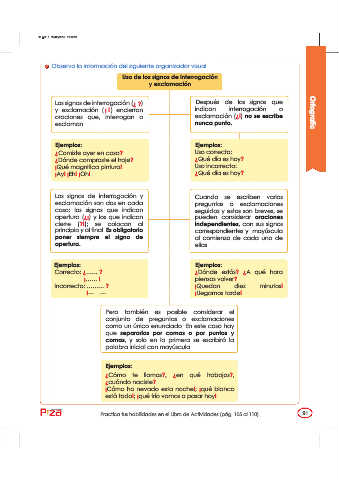 Observa la información del siguiente organizador visual
Uso de los signos de interrogación
y exclamación
Los signos de interrogación (¿ ?)
y exclamación (¡ !) encierran
oraciones que, interrogan o
exclaman
Después de los signos que
indican interrogación o
exclamación (¿!) no se escribe
nunca punto.
Ejemplos:
¿Comiste ayer en casa?
¿Dónde compraste el traje?
¡Qué magnífica pintura!
¡Ay! ¡Eh! ¡Oh!
Ejemplos:
Uso correcto:
¿Qué día es hoy?
Uso incorrecto:
¿Qué día es hoy?
Los signos de interrogación y
exclamación son dos en cada
caso: los signos que indican
apertura (¿¡) y los que indican
cierre (?!); se colocan al
principio y al final. Es obligatorio
poner siempre el signo de
apertura.
Cuando se escriben varias
preguntas o exclamaciones
seguidas y estas son breves, se
pueden considerar oraciones
independientes, con sus signos
correspondientes y mayúscula
al comienzo de cada una de
ellas
Ejemplos:
Correcto: ¿...... ?
¡...... !
Incorrecto: ......... ?
!--- ---
Ejemplos:
¿Dónde estás? ¿A qué hora
piensas volver?
¡Quedan diez minutos!
¡Llegamos tarde!
Pero también es posible considerar el
conjunto de preguntas o exclamaciones
como un único enunciado. En este caso hay
que separarlos por comas o por puntos y
comas, y solo en la primera se escribirá la
palabra inicial con mayúscula
Ejemplos:
¿Cómo te llamas?, ¿en qué trabajas?,
¿cuándo naciste?
¡Cómo ha nevado esta noche!; ¡qué blanco
está todo!; ¡qué frío vamos a pasar hoy!
Ortografía
Practica tus habilidades en el Libro de Actividades (pág. 105 al 110)
91